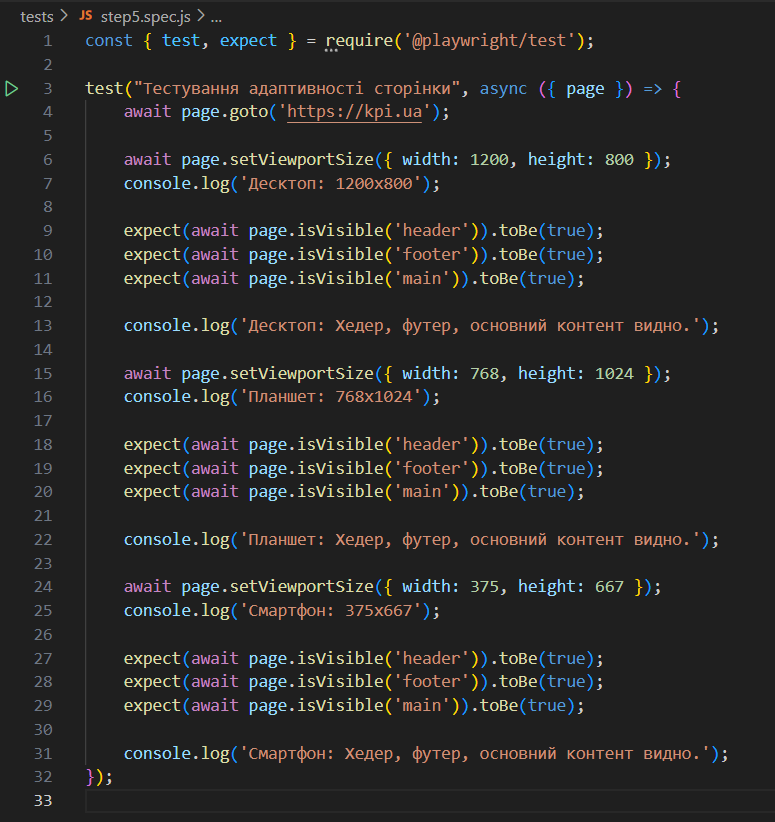 tests > JS step5.spec.js > ...
1 const { test, expect } = require('@playwright/test');
2
3 test("Тестування адаптивності сторінки", async ({ page }) => {
4 await page.goto('https://kpi.ua');
5
6 await page.setViewportSize({ width: 1200, height: 800 });
7 console.log('Десктоп: 1200x800');
8
9 expect(await page.isVisible('header')).toBe(true);
10 expect(await page.isVisible('footer')).toBe(true);
11 expect(await page.isVisible('main')).toBe(true);
12
13 console.log('Десктоп: Хедер, футер, основний контент видно.');
14
15 await page.setViewportSize({ width: 768, height: 1024 });
16 console.log('Планшет: 768x1024');
17
18 expect(await page.isVisible('header')).toBe(true);
19 expect(await page.isVisible('footer')).toBe(true);
20 expect(await page.isVisible('main')).toBe(true);
21
22 console.log('Планшет: Хедер, футер, основний контент видно.');
23
24 await page.setViewportSize({ width: 375, height: 667 });
25 console.log('Смартфон: 375x667');
26
27 expect(await page.isVisible('header')).toBe(true);
28 expect(await page.isVisible('footer')).toBe(true);
29 expect(await page.isVisible('main')).toBe(true);
30
31 console.log('Смартфон: Хедер, футер, основний контент видно.');
32 });
33